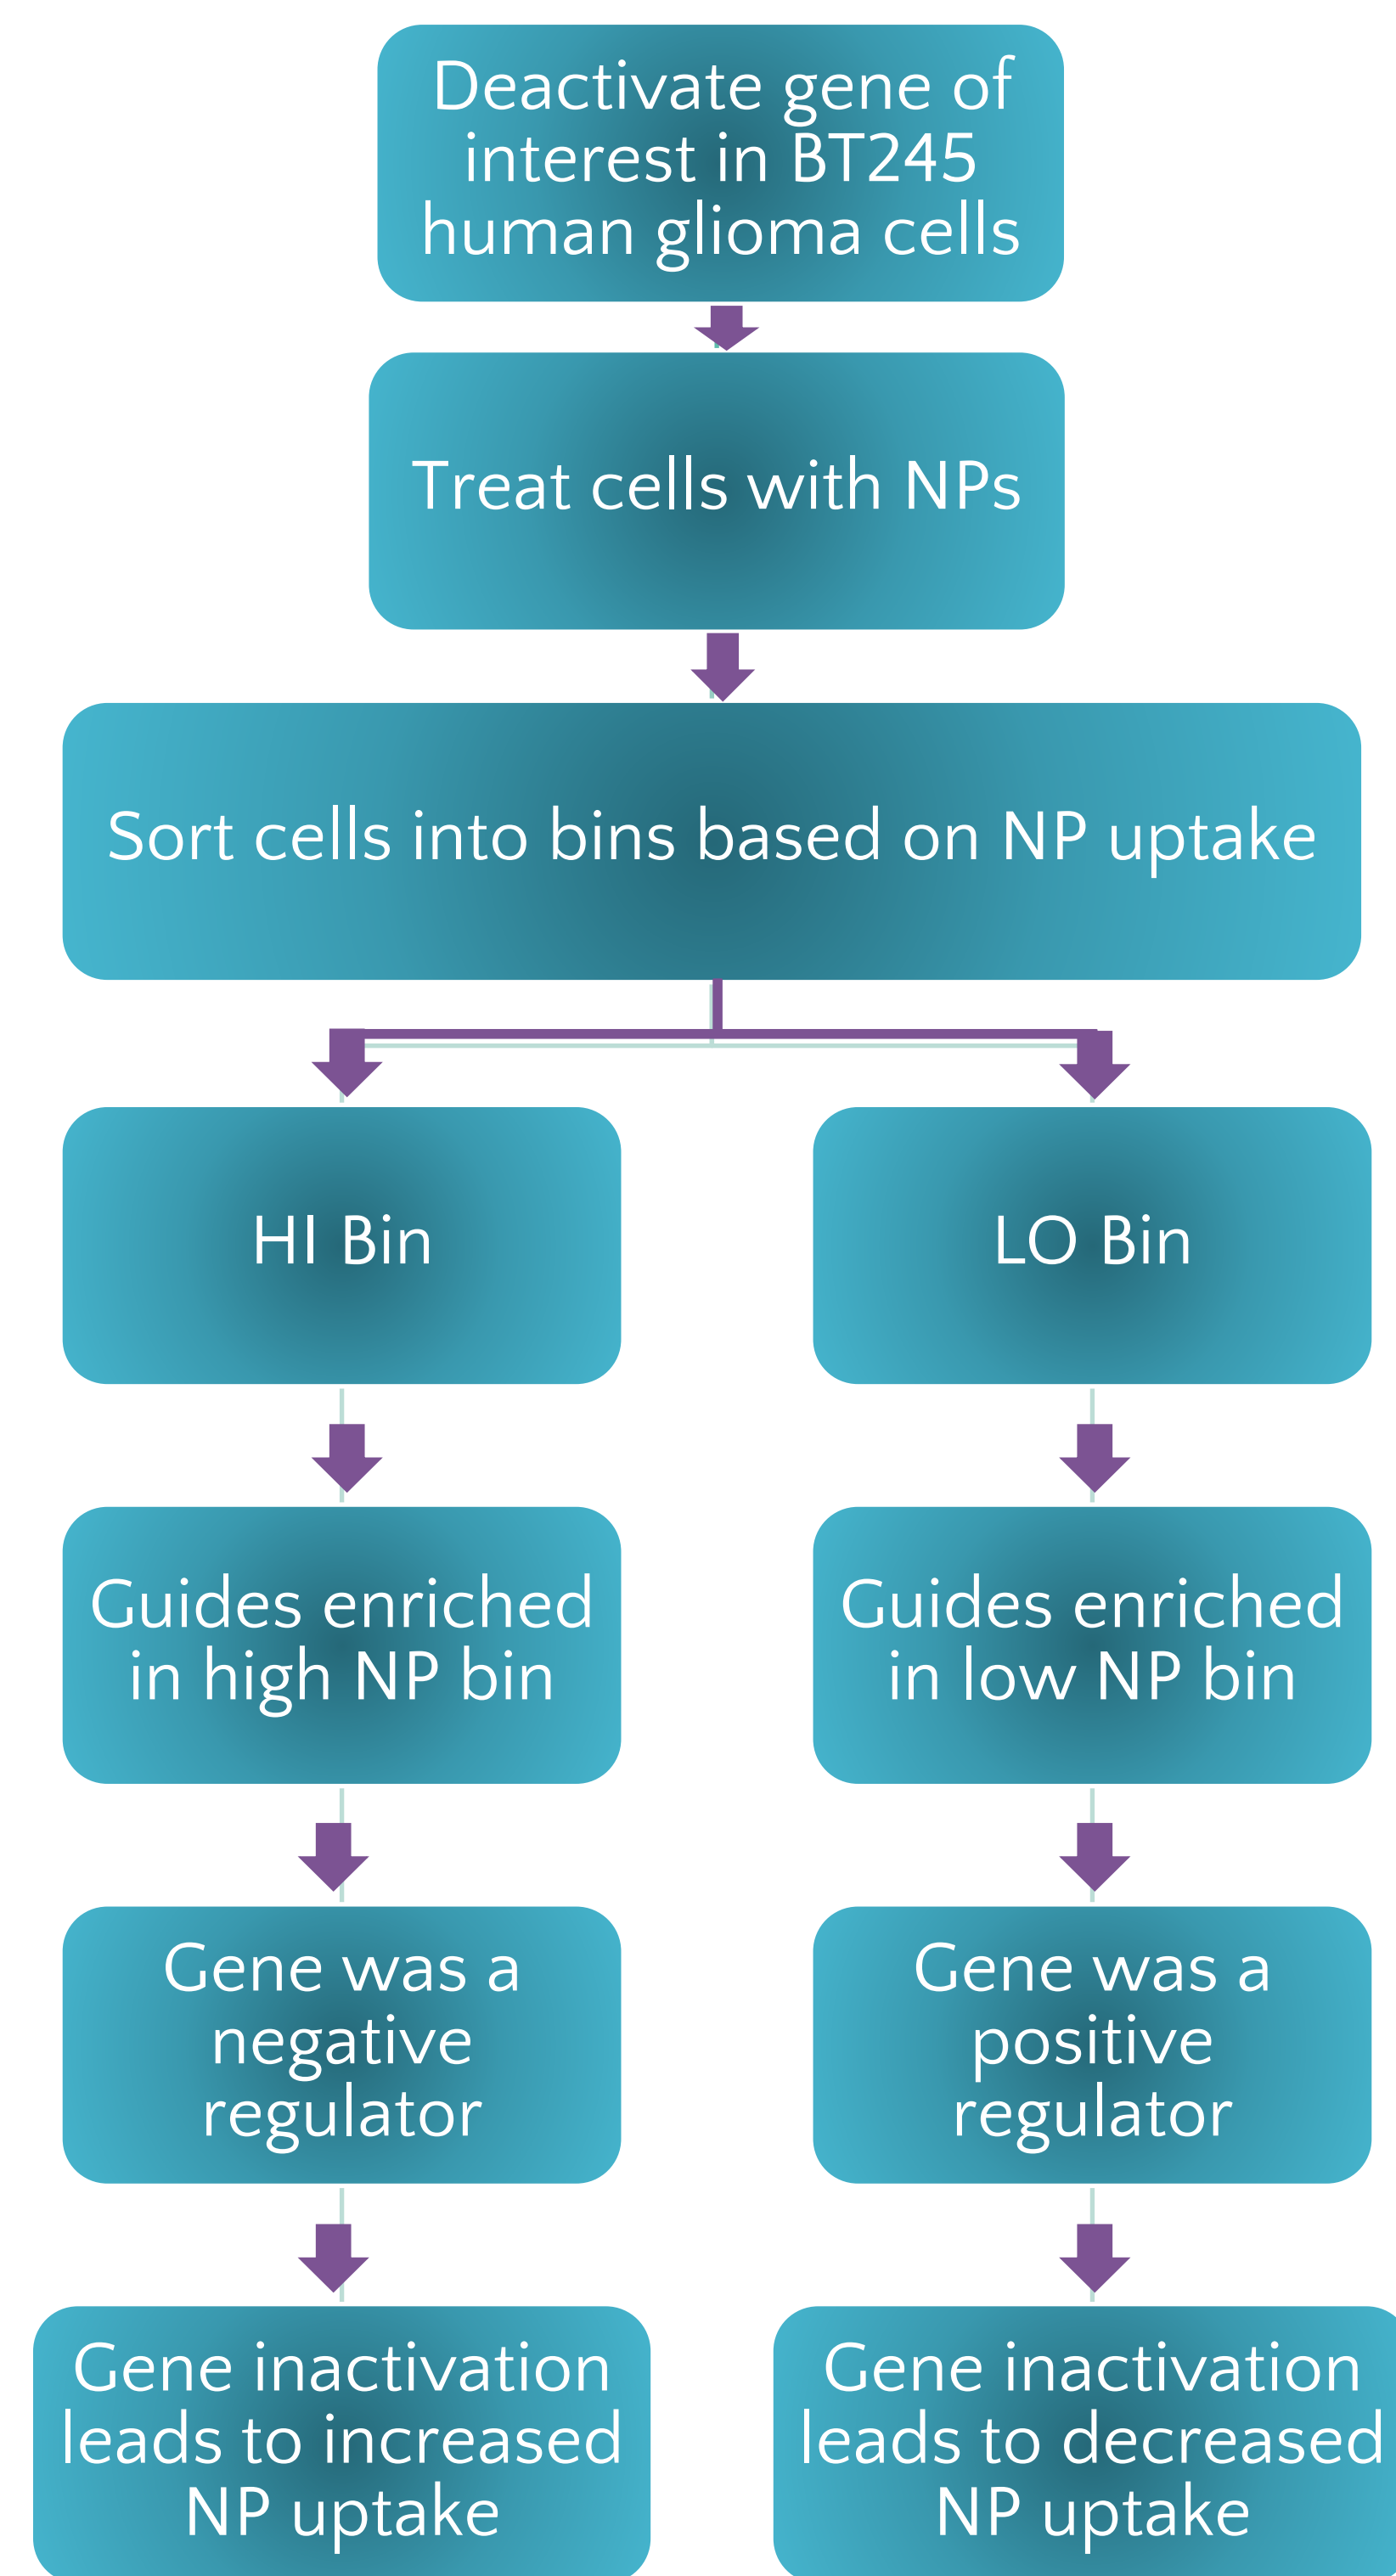 Deactivate gene of
interest in BT245
human glioma cells
Treat cells with NPs
Sort cells into bins based on NP uptake
HI Bin
LO Bin
Guides enriched
in high NP bin
Guides enriched
in low NP bin
Gene was a
negative
regulator
Gene was a
positive
regulator
Gene inactivation
leads to increased
NP uptake
Gene inactivation
leads to decreased
NP uptake